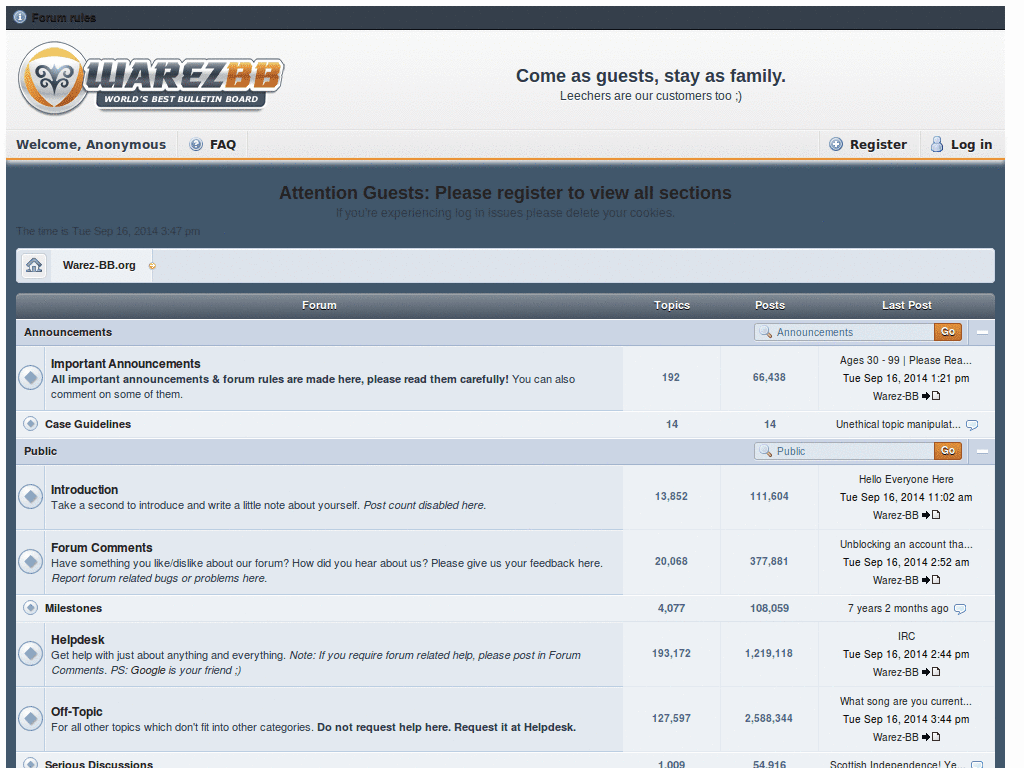 Forum rules
WAREZBB
WORLD'S BEST BULLETIN BOARD
Come as guests, stay as family.
Leechers are our customers too ;)
Welcome, Anonymous
FAQ
Register
Log in
Attention Guests: Please register to view all sections
If you're experiencing log in issues please delete your cookies.
The time is Tue Sep 16, 2014 3:47 pm
Warez-BB.org
Forum Topics Posts Last Post
Announcements
Announcements Go
Important Announcements
All important announcements & forum rules are made here, please read them carefully! You can also
comment on some of them.
192
66,438
Ages 30 - 99 | Please Rea...
Tue Sep 16, 2014 1:21 pm
Warez-BB
Case Guidelines 14 14 Unethical topic manipulat...
Public
Public Go
Introduction
Take a second to introduce and write a little note about yourself. Post count disabled here.
13,852
111,604
Hello Everyone Here
Tue Sep 16, 2014 11:02 am
Warez-BB
Forum Comments
Have something you like/dislike about our forum? How did you hear about us? Please give us your feedback here.
Report forum related bugs or problems here.
20,068
377,881
Unblocking an account tha...
Tue Sep 16, 2014 2:52 am
Warez-BB
Milestones 4,077 108,059 7 years 2 months ago
Helpdesk
Get help with just about anything and everything. Note: If you require forum related help, please post in Forum
Comments. PS: Google is your friend ;)
193,172
1,219,118
IRC
Tue Sep 16, 2014 2:44 pm
Warez-BB
Off-Topic
For all other topics which don't fit into other categories. Do not request help here. Request it at Helpdesk.
127,597
2,588,344
What song are you current...
Tue Sep 16, 2014 3:44 pm
Warez-BB
Serious Discussions 1,009 54,916 Scottish Independence! Ye...